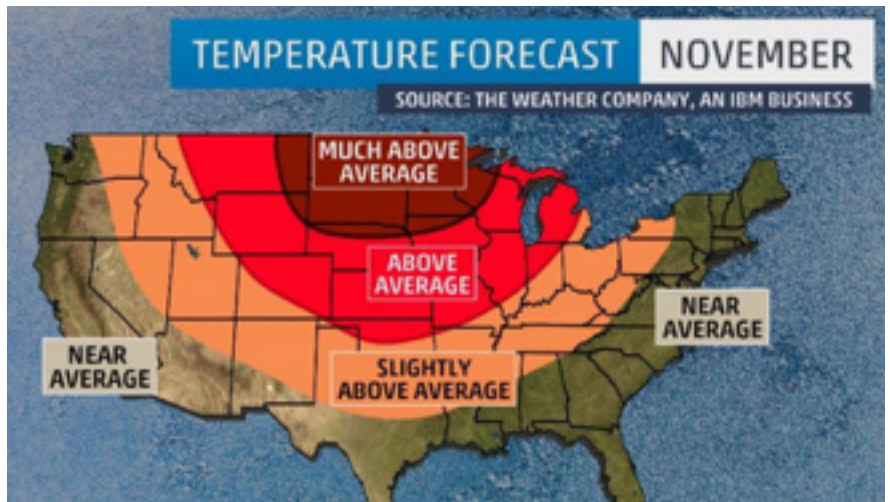 TEMPERATURE FORECAST NOVEMBER
SOURCE: THE WEATHER COMPANY, AN IBM BUSINESS
MUCH ABOVE
AVERAGE
ABOVE
AVERAGE
NEAR
AVERAGE
NEAR
AVERAGE
SLIGHTLY
ABOVE AVERAGE